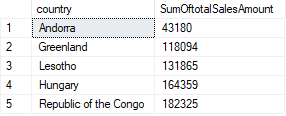 country SumOftotalSalesAmount
1 Andorra 43180
2 Greenland 118094
3 Lesotho 131865
4 Hungary 164359
5 Republic of the Congo 182325